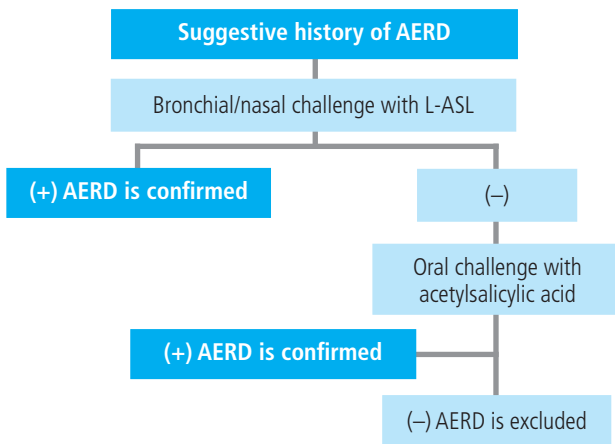 Suggestive history of AERD
Bronchial/nasal challenge with L-ASL
(+) AERD is confirmed
(–)
Oral challenge with
acetylsalicylic acid
(+) AERD is confirmed
(–) AERD is excluded